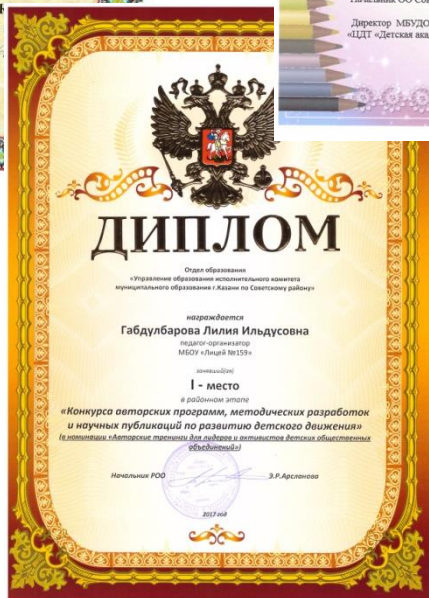 Директор МБУДО
«ЦДТ «Детская ака
ДИПЛОМ
Отдел образования
«Управление образования исполнительного комитета
муниципального образования г.Казани по Советскому району»
награждается
Габдулбарова Лилия Ильдусовна
педагог-организатор
МБОУ «Лицей №159»
занявший(ая)
I - место
в районном этапе
«Конкурса авторских программ, методических разработок
и научных публикаций по развитию детского движения»
(в номинации «Авторские тренинги для лидеров и активистов детских общественных
объединений»)
Начальник РОО Э.Р.Арсланова
2017 год